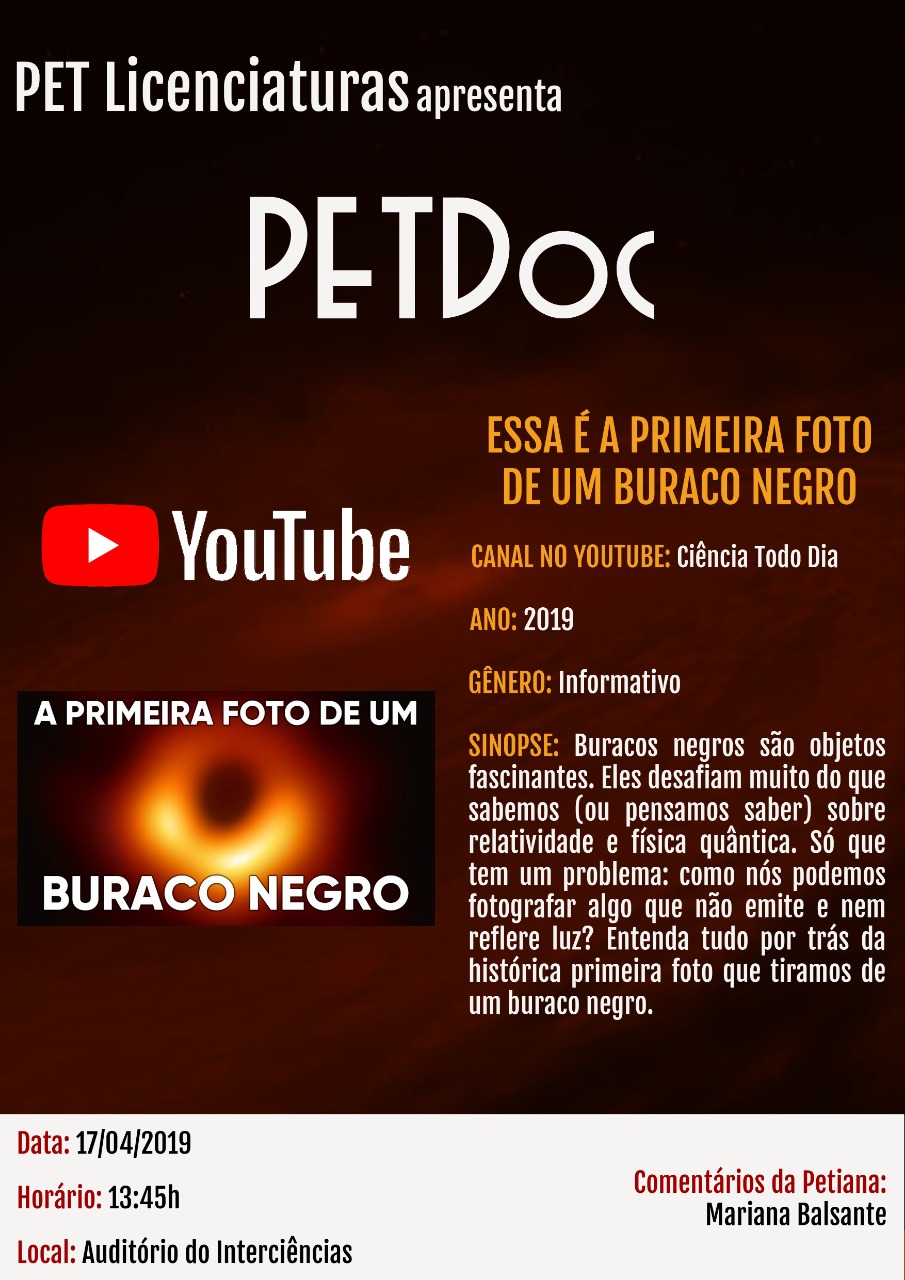 PET Licenciaturas apresenta
PETDoc
ESSA É A PRIMEIRA FOTO
DE UM BURACO NEGRO
YouTube
CANAL NO YOUTUBE: Ciência Todo Dia
ANO: 2019
GÊNERO: Informativo
A PRIMEIRA FOTO DE UM
BURACO NEGRO
SINOPSE: Buracos negros são objetos
fascinantes. Eles desafiam muito do que
sabemos (ou pensamos saber) sobre
relatividade e física quântica. Só que
tem um problema: como nós podemos
fotografar algo que não emite e nem
reflere luz? Entenda tudo por trás da
histórica primeira foto que tiramos de
um buraco negro.
Data: 17/04/2019
Horário: 13:45h
Local: Auditório do Interciências
Comentários da Petiana:
Mariana Balsante